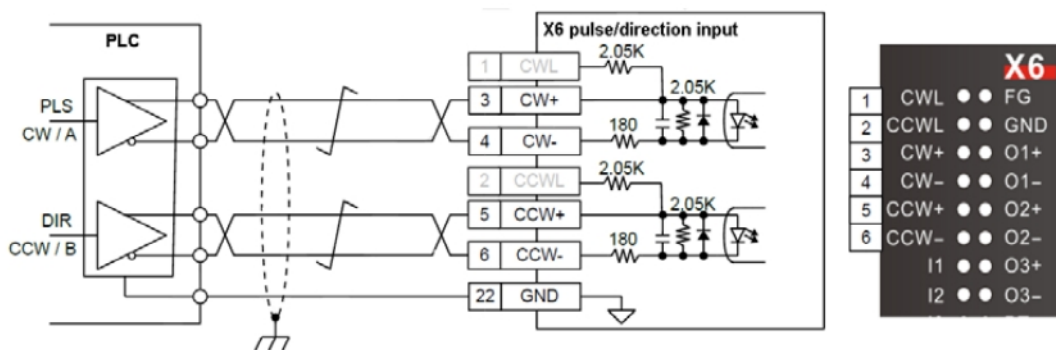 PLC
PLS
CW / A
DIR
CCW / B
X6 pulse/direction input
2.05K
1 CWL
2.05K
3 CW+
180
4 CW-
2.05K
2 CCWL
2.05K
5 CCW+
180
6 CCW-
22 GND
X6
1 CWL FG
2 CCWL GND
3 CW+ O1+
4 CW– O1–
5 CCW+ O2+
6 CCW– O2–
I1 O3+
I2 O3–